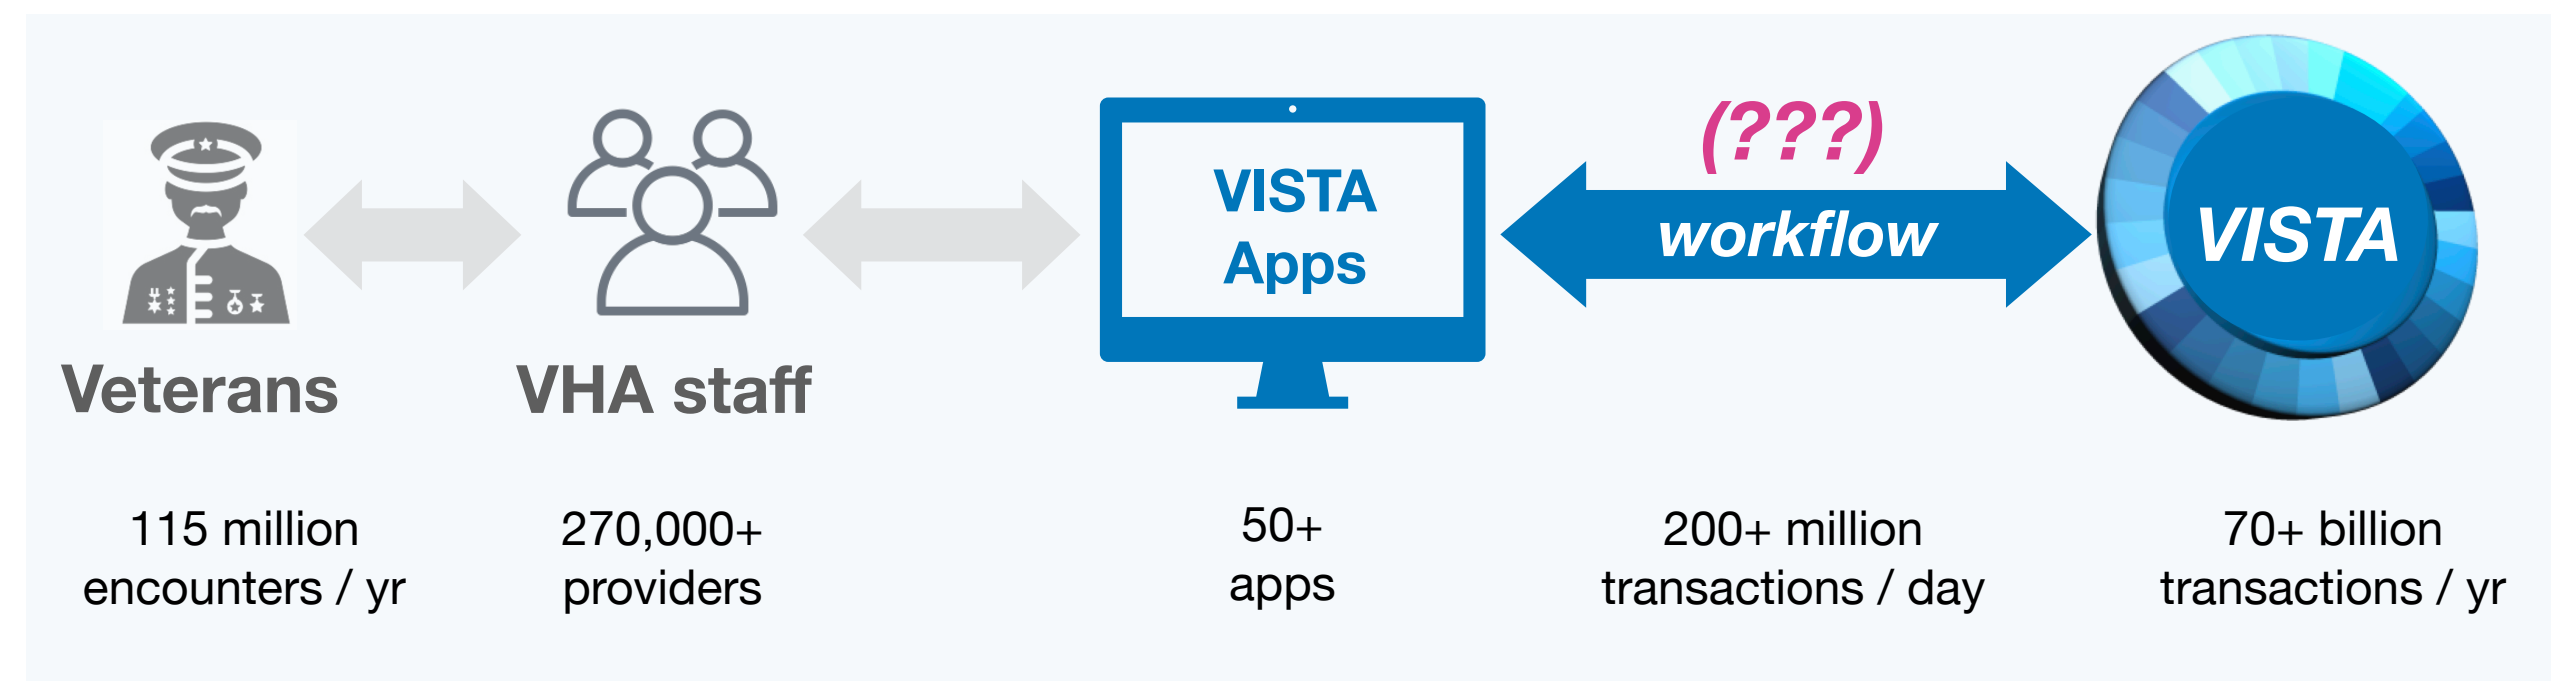 VISTA
Apps
(???)
workflow
VISTA
Veterans
VHA staff
115 million
encounters / yr
270,000+
providers
50+
apps
200+ million
transactions / day
70+ billion
transactions / yr